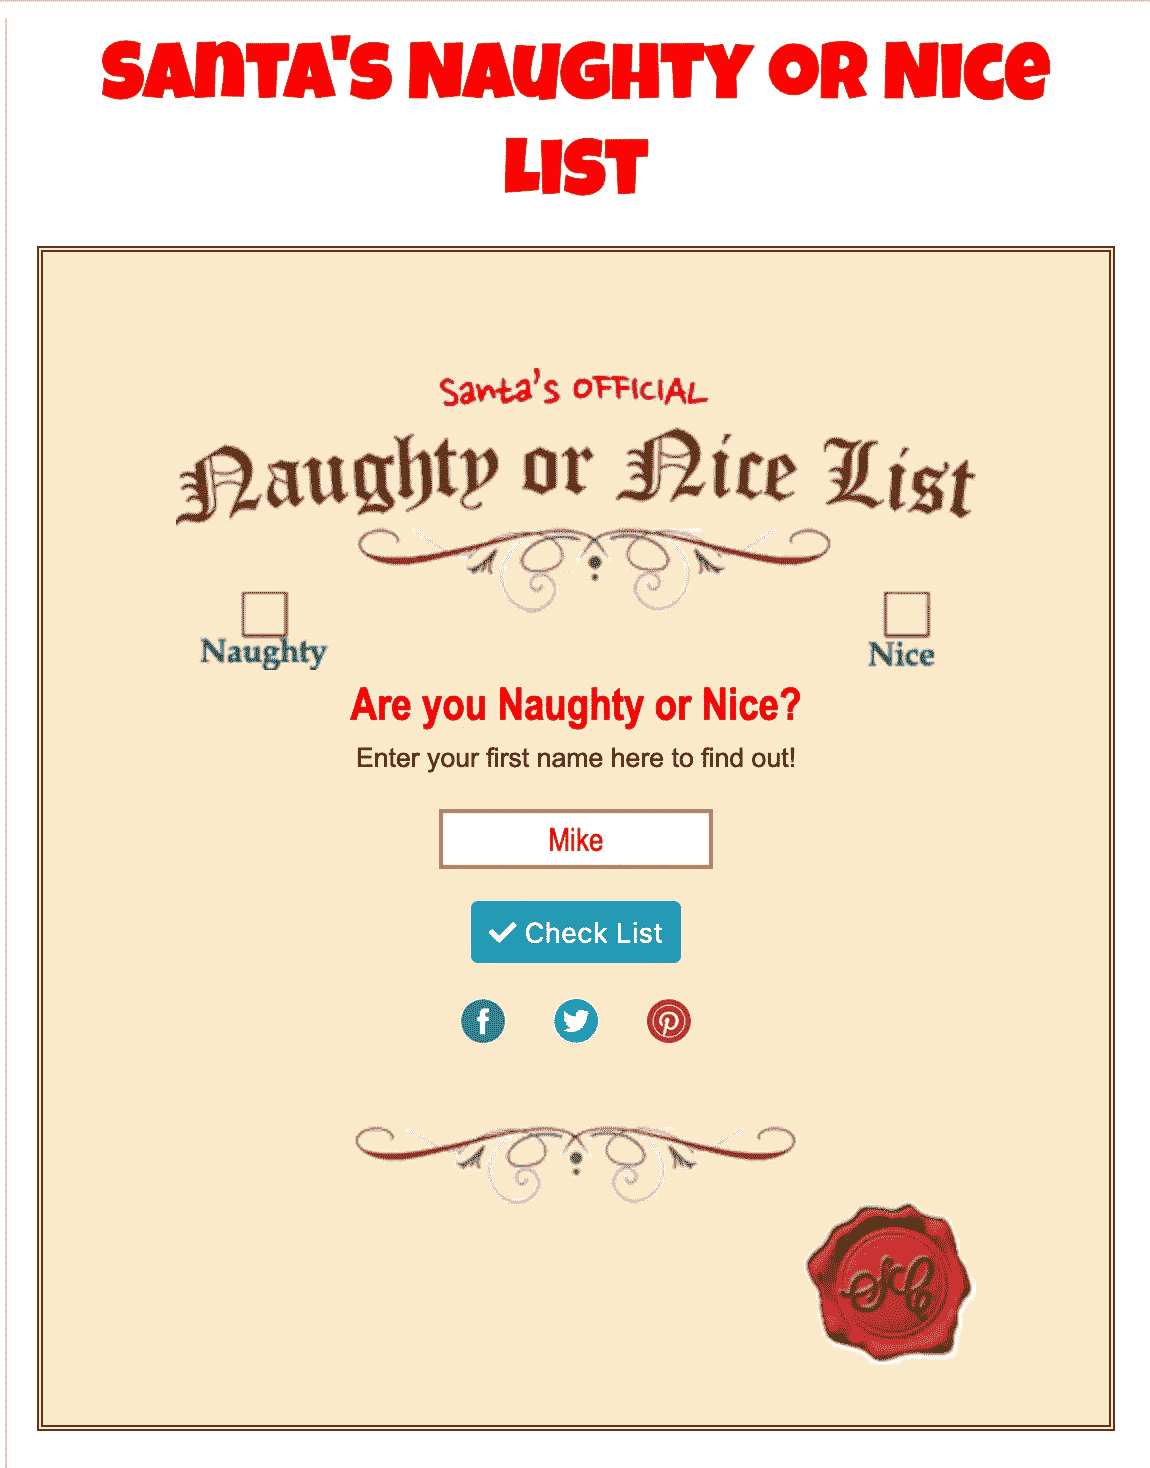 Santa's Naughty or Nice
List
Santa's OFFICIAL
Naughty or Nice List
Naughty
Nice
Are you Naughty or Nice?
Enter your first name here to find out!
Mike
Check List
SC